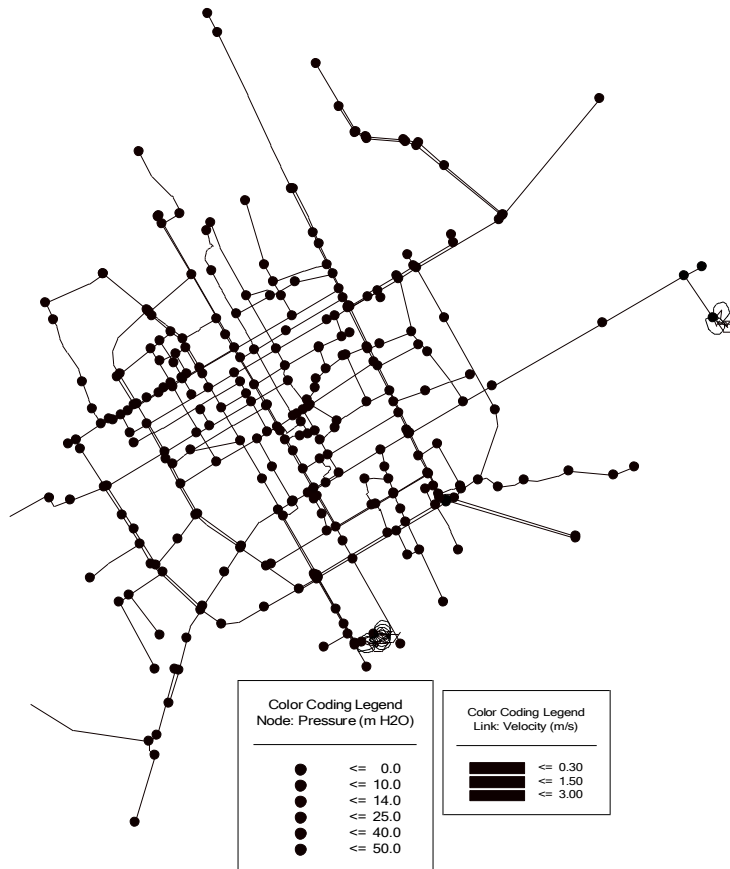 Color Coding Legend
Node: Pressure (m H2O)
<= 0.0
<= 10.0
<= 14.0
<= 25.0
<= 40.0
<= 50.0
Color Coding Legend
Link: Velocity (m/s)
<= 0.30
<= 1.50
<= 3.00